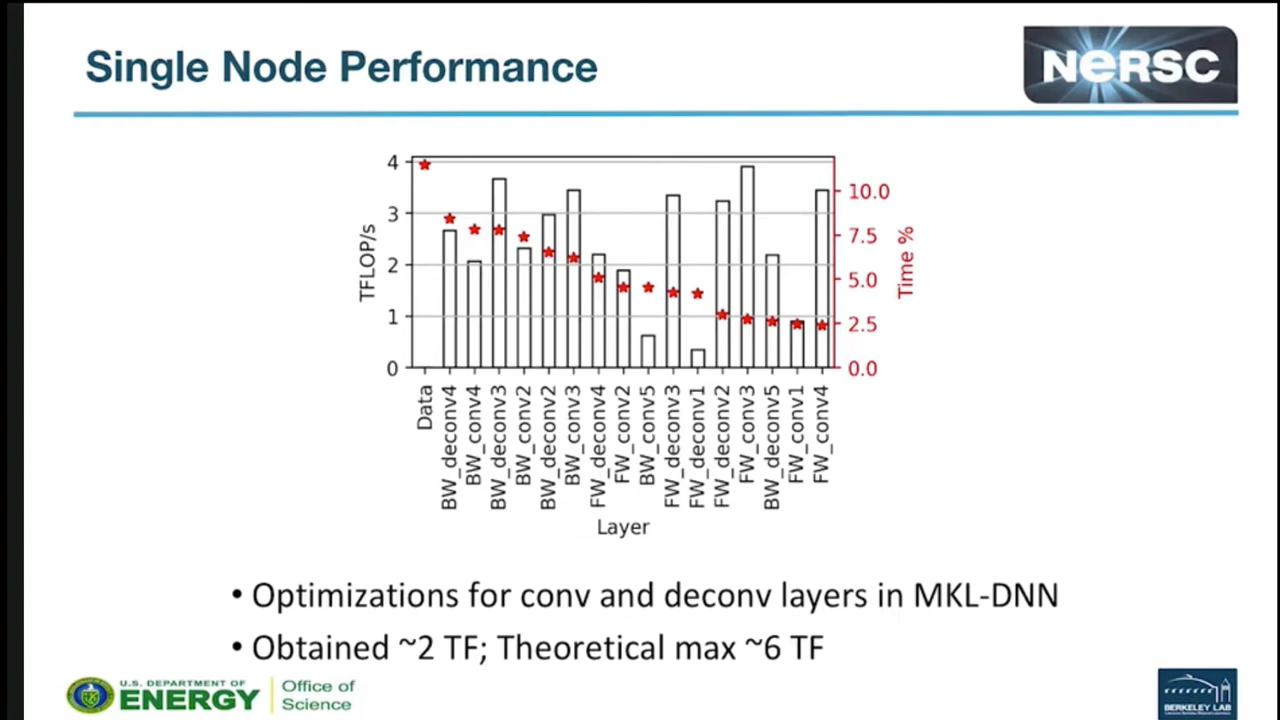 Single Node Performance
NERSC
4
3
2
1
0
TFLOP/s
10.0
7.5
5.0
2.5
0.0
Time %
Data
BW_deconv4
BW_conv4
BW_deconv3
BW_conv2
BW_deconv2
BW_conv3
FW_deconv4
FW_conv2
BW_conv5
FW_deconv3
FW_deconv1
FW_deconv2
FW_conv3
BW_deconv5
FW_conv1
FW_conv4
Layer
• Optimizations for conv and deconv layers in MKL-DNN
• Obtained ~2 TF; Theoretical max ~6 TF
U.S. DEPARTMENT OF
ENERGY
Office of
Science
BERKELEY LAB